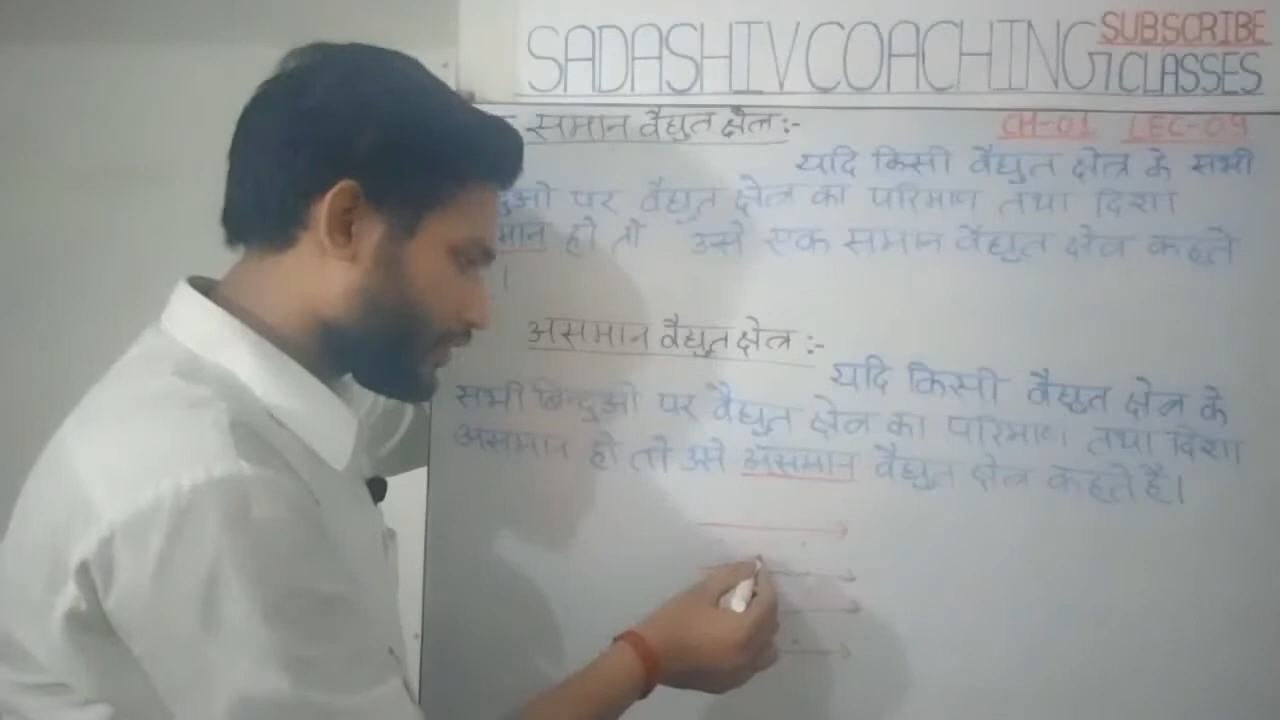 SADASHIV COACHING CLASSES
SUBSCRIBE
समान वैद्युत क्षेत्र :-
CH-01 LEC-09
यदि किसी वैद्युत क्षेत्र के सभी
पर वैद्युत क्षेत्र का परिमाण तथा दिशा
हो तो उसे एक समान वैद्युत क्षेत्र कहते
।
असमान वैद्युत क्षेत्र :-
यदि किसी वैद्युत क्षेत्र के
सभी बिन्दुओ पर वैद्युत क्षेत्र का परिमाण तथा दिशा
असमान हो तो उसे असमान वैद्युत क्षेत्र कहते है।